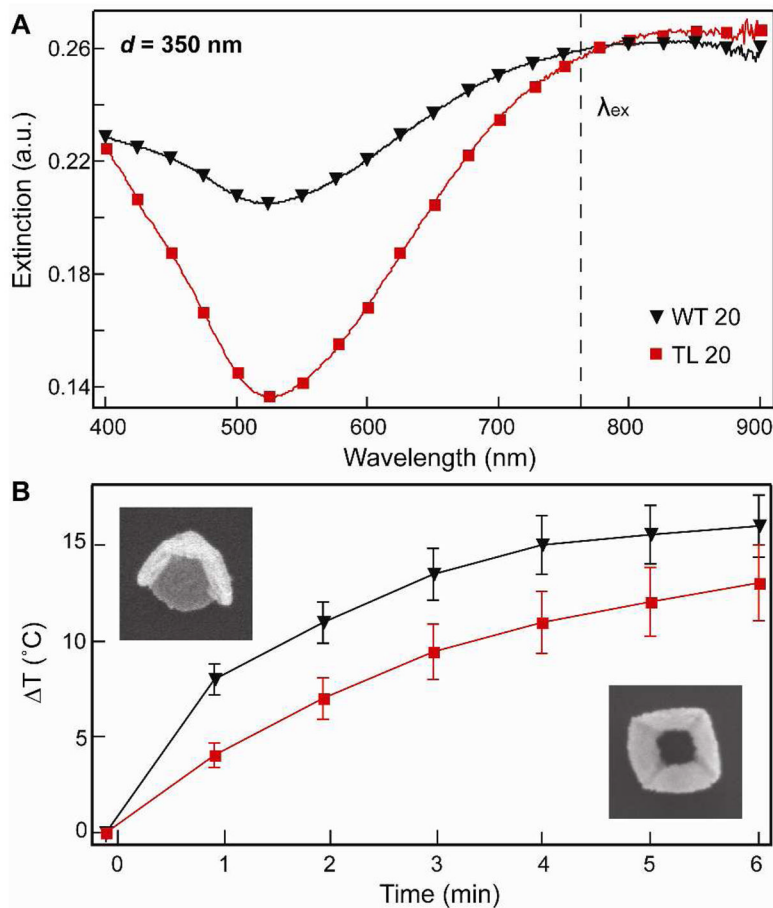 A
d = 350 nm
0.26
0.22
0.18
0.14
Extinction (a.u.)
λex
WT 20
TL 20
400 500 600 700 800 900
Wavelength (nm)
B
15
10
5
0
ΔT (˚C)
0 1 2 3 4 5 6
Time (min)